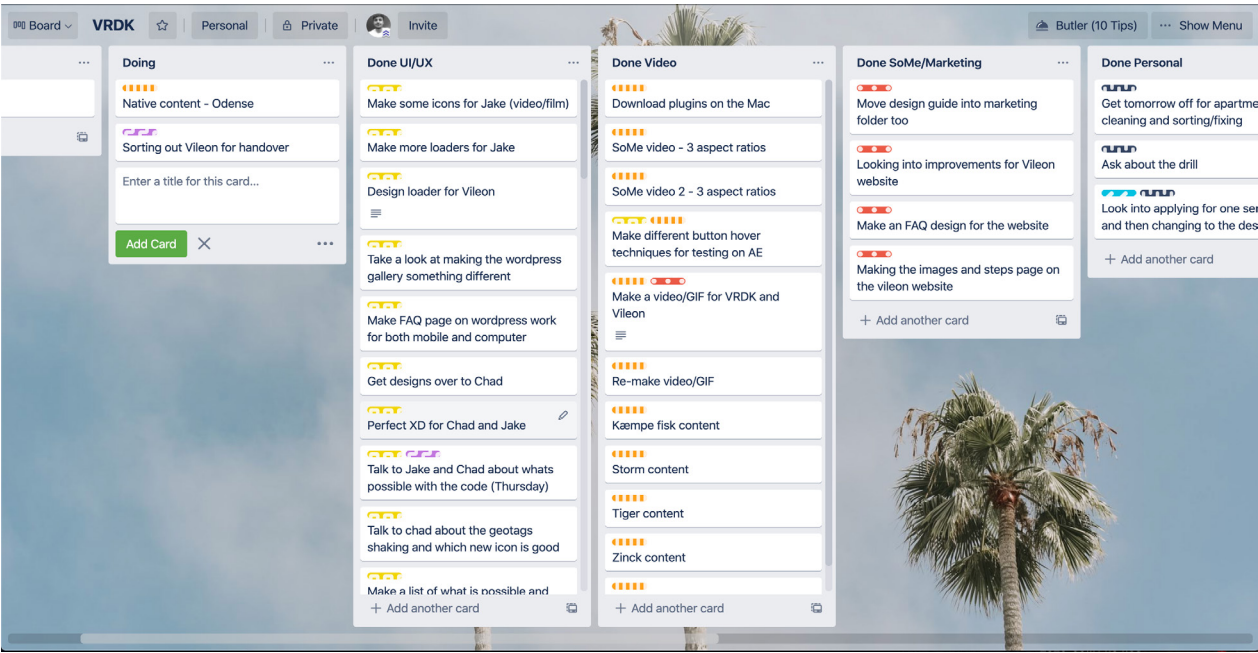 Board
VRDK
Personal
Private
Invite
Butler (10 Tips)
Show Menu
Doing
Native content - Odense
Sorting out Vileon for handover
Enter a title for this card...
Add Card
Done UI/UX
Make some icons for Jake (video/film)
Make more loaders for Jake
Design loader for Vileon
Take a look at making the wordpress
gallery something different
Make FAQ page on wordpress work
for both mobile and computer
Get designs over to Chad
Perfect XD for Chad and Jake
Talk to Jake and Chad about whats
possible with the code (Thursday)
Talk to chad about the geotags
shaking and which new icon is good
Make a list of what is possible and
+ Add another card
Done Video
Download plugins on the Mac
SoMe video - 3 aspect ratios
SoMe video 2 - 3 aspect ratios
Make different button hover
techniques for testing on AE
Make a video/GIF for VRDK and
Vileon
Re-make video/GIF
Kæmpe fisk content
Storm content
Tiger content
Zinck content
+ Add another card
Done SoMe/Marketing
Move design guide into marketing
folder too
Looking into improvements for Vileon
website
Make an FAQ design for the website
Making the images and steps page on
the vileon website
+ Add another card
Done Personal
Get tomorrow off for apartme
cleaning and sorting/fixing
Ask about the drill
Look into applying for one ser
and then changing to the des
+ Add another card